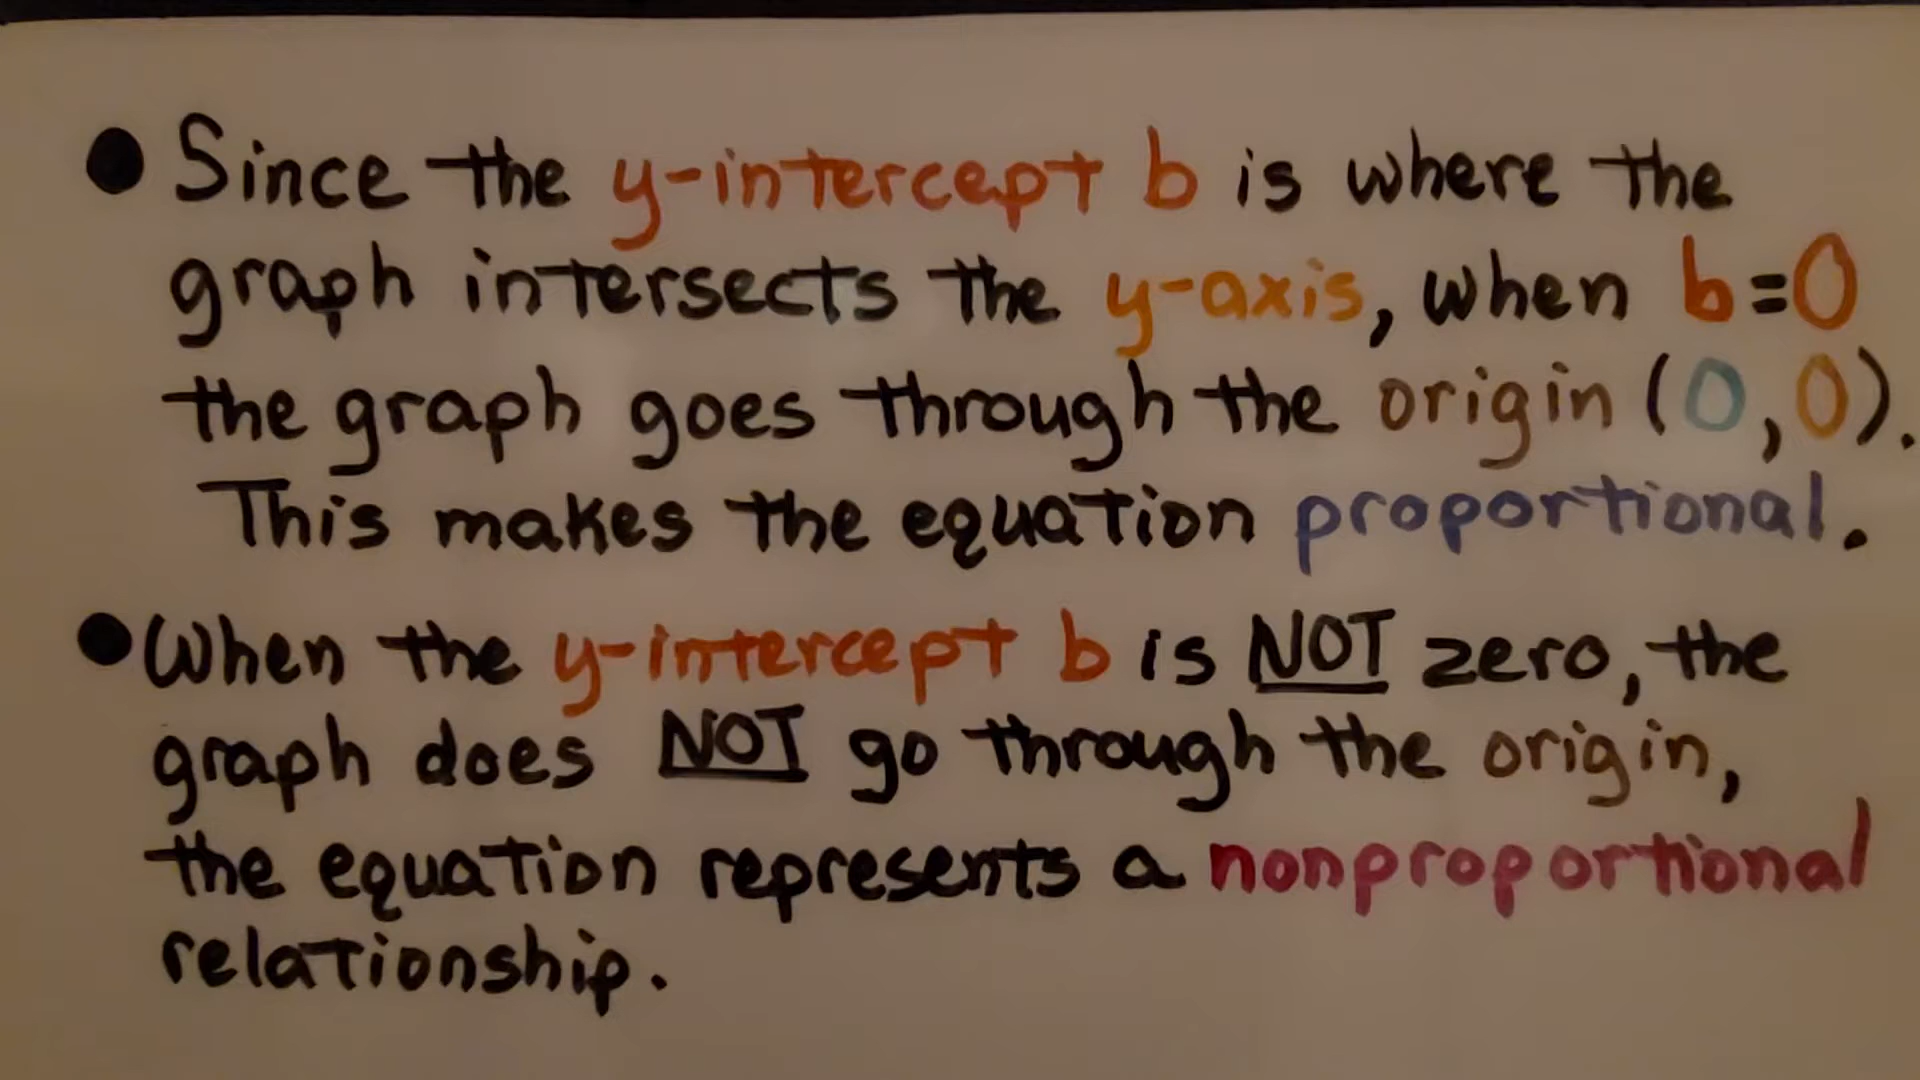 ● Since the y-intercept b is where the
graph intersects the y-axis, when b=0
the graph goes through the origin (0,0).
This makes the equation proportional.
● When the y-intercept b is NOT zero, the
graph does NOT go through the origin,
the equation represents a nonproportional
relationship.